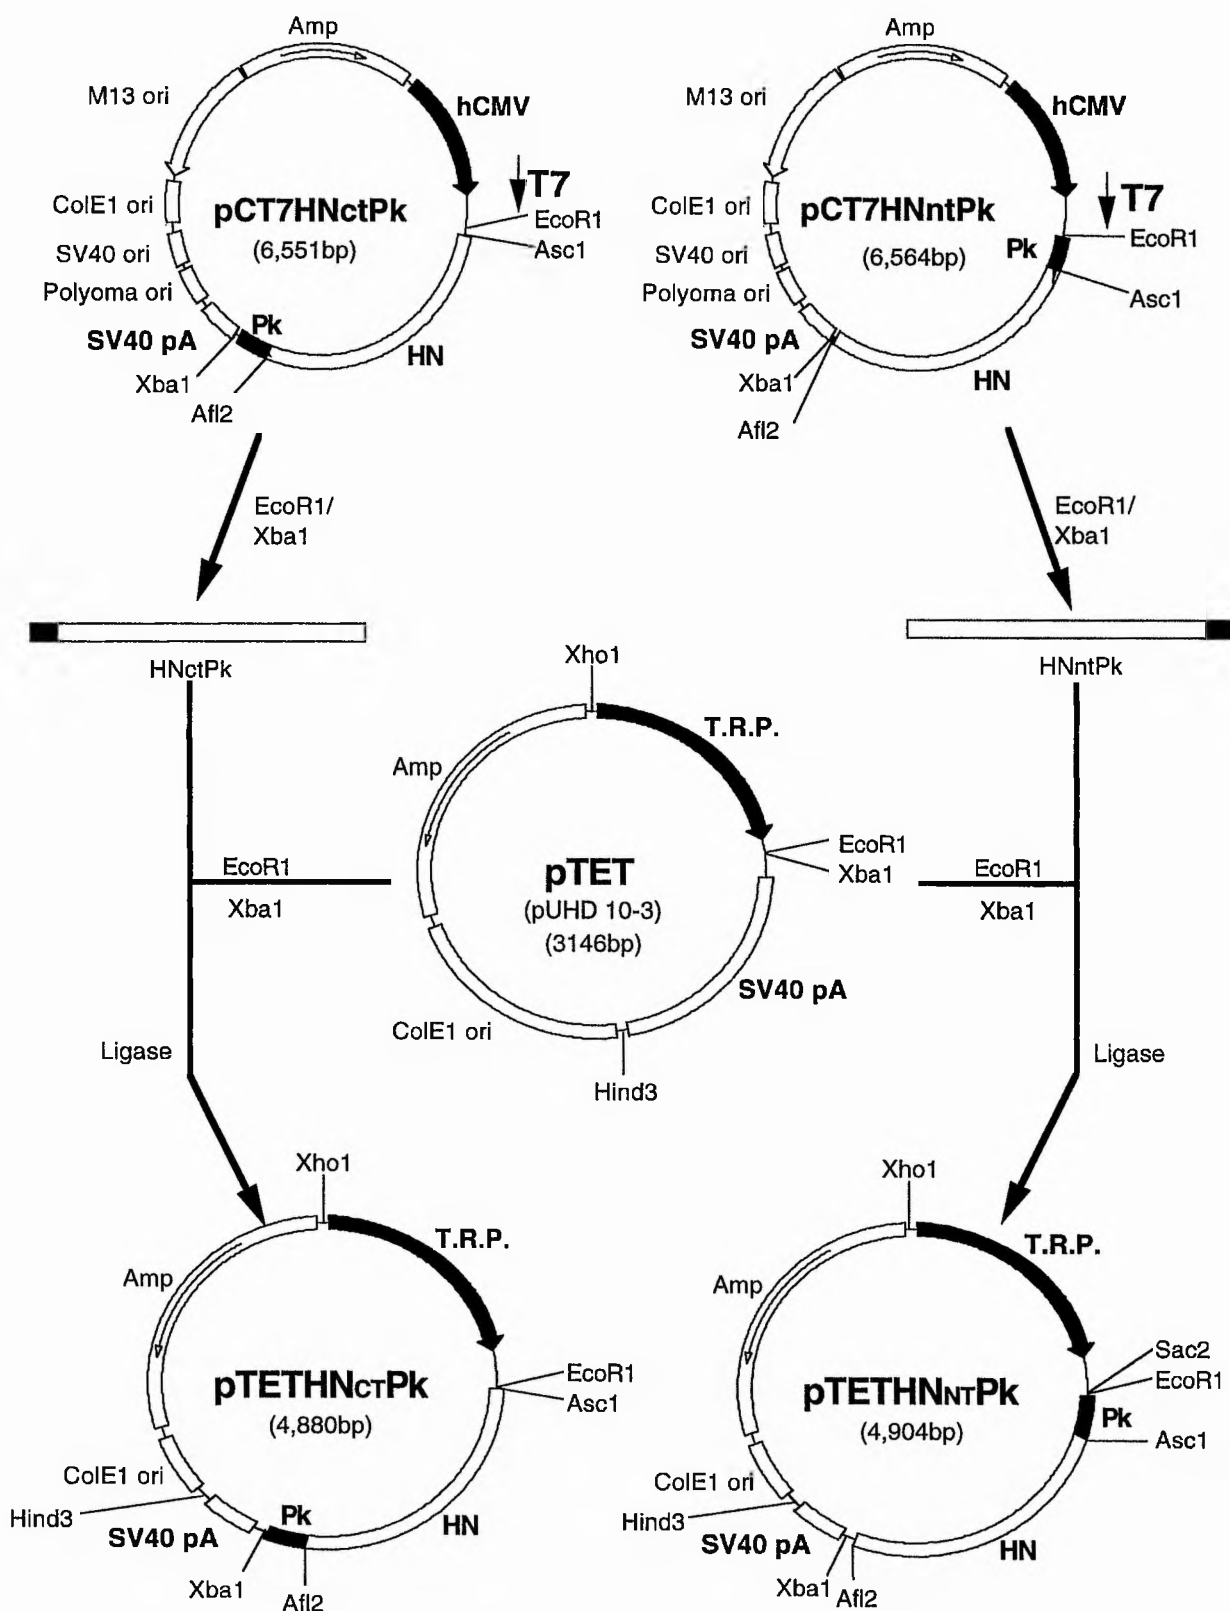 Amp
M13 ori
hCMV
T7
ColE1 ori
pCT7HNctPk
(6,551bp)
EcoR1
Asc1
SV40 ori
Polyoma ori
Pk
SV40 pA
HN
Xba1
Afl2
Amp
M13 ori
hCMV
T7
ColE1 ori
pCT7HNntPk
(6,564bp)
EcoR1
Pk
SV40 ori
Polyoma ori
Asc1
SV40 pA
Xba1
HN
Afl2
EcoR1/
Xba1
EcoR1/
Xba1
HNctPk
HNntPk
Xho1
T.R.P.
Amp
EcoR1
Xba1
pTET
(pUHD 10-3)
(3146bp)
SV40 pA
ColE1 ori
Hind3
EcoR1
Xba1
EcoR1
Xba1
Ligase
Ligase
Xho1
T.R.P.
Amp
pTETHNCTPk
(4,880bp)
EcoR1
Asc1
ColE1 ori
Hind3
Pk
SV40 pA
HN
Xba1
Afl2
Xho1
T.R.P.
Amp
Sac2
EcoR1
pTETHNNTPk
(4,904bp)
Pk
Asc1
ColE1 ori
Hind3
SV40 pA
HN
Xba1
Afl2